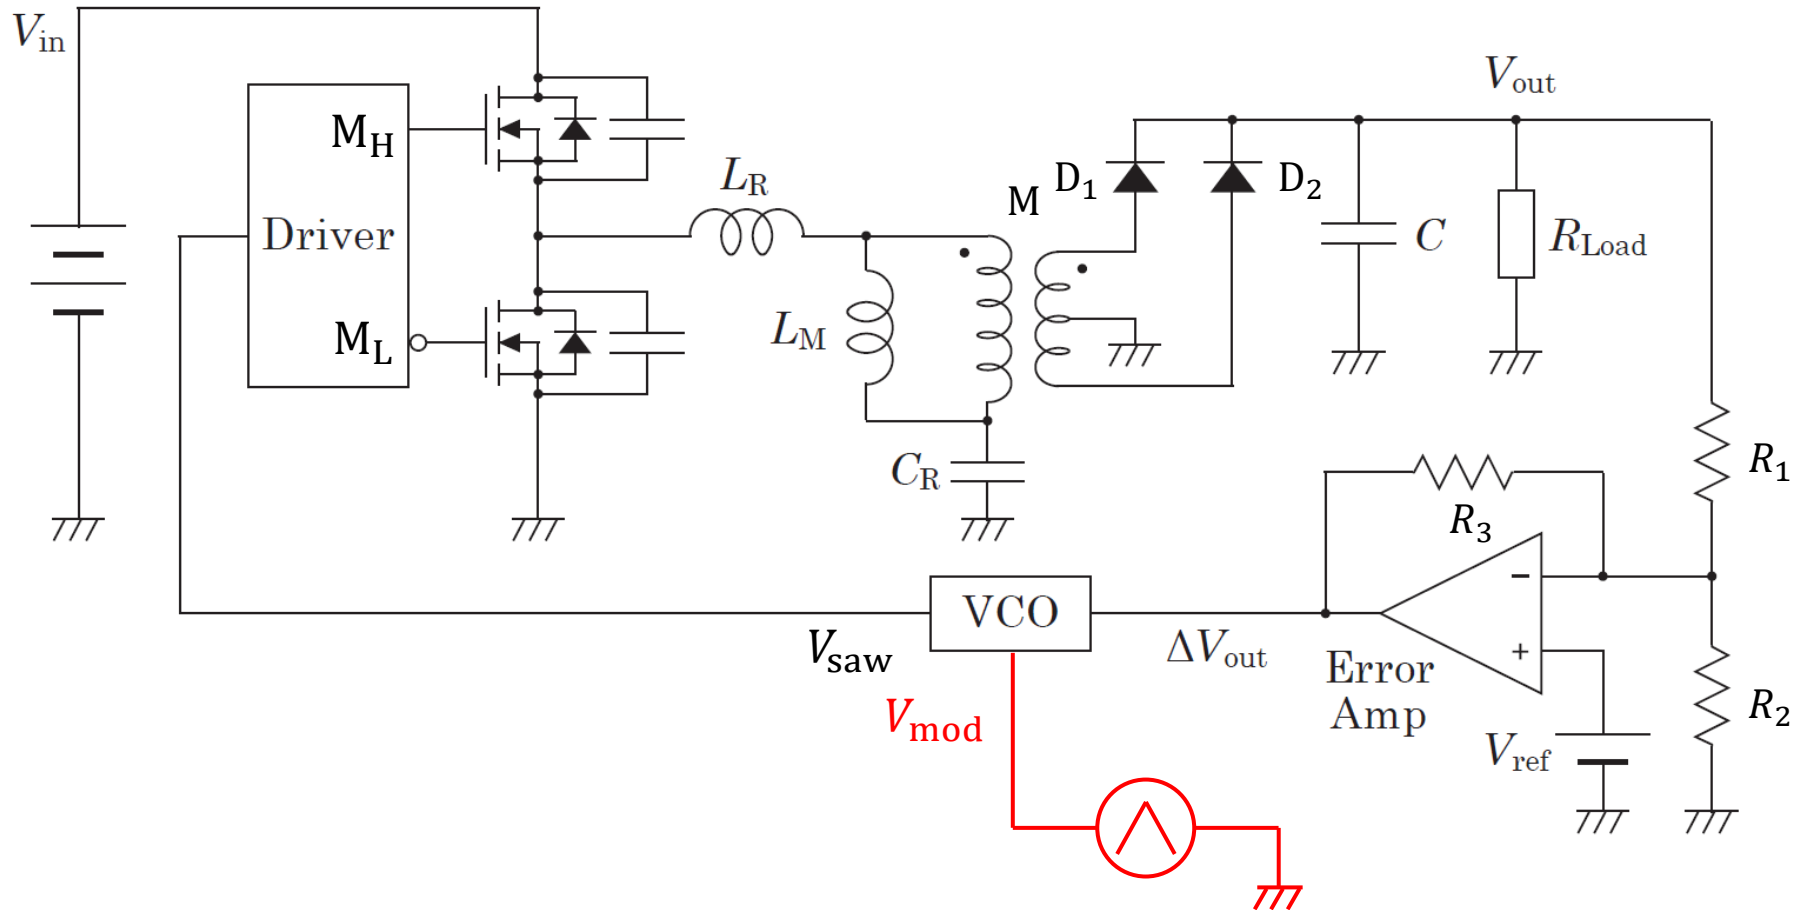 Vin
MH
Driver
ML
LR
LM
CR
M
D1
D2
Vout
C
RLoad
R1
R3
−
+
Error
Amp
R2
Vref
VCO
ΔVout
Vsaw
Vmod